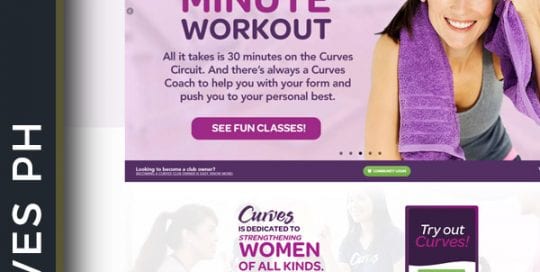 VES PH
MINUTE
WORKOUT
All it takes is 30 minutes on the Curves
Circuit. And there's always a Curves
Coach to help you with your form and
push you to your personal best.
SEE FUN CLASSES!
Looking to become a club owner?
BECOMING A CURVES CLUB OWNER IS EASY. KNOW MORE!
COMMUNITY LOGIN
Curves
IS DEDICATED TO
STRENGTHENING
WOMEN
OF ALL KINDS.
Try out
Curves!